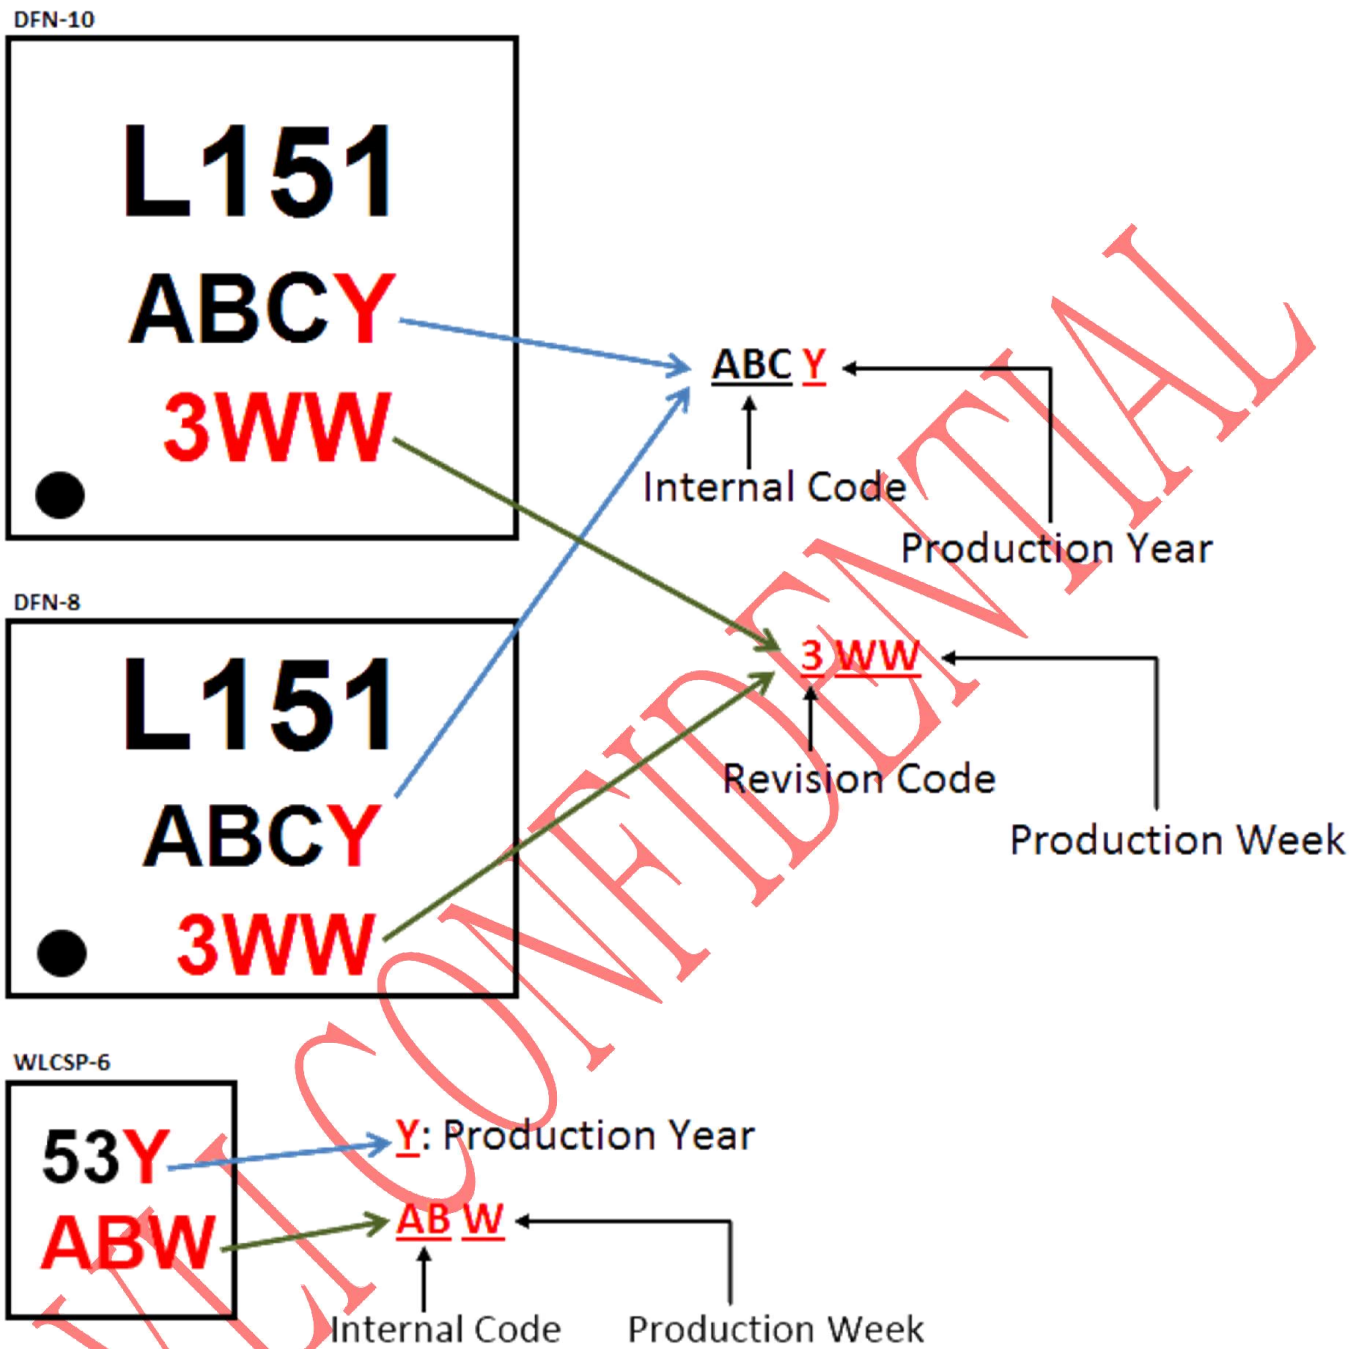 DFN-10
L151
ABCY
3WW
ABC Y
Internal Code
Production Year
DFN-8
L151
ABCY
3WW
3 WW
Revision Code
Production Week
WLCSP-6
53Y
ABW
Y: Production Year
AB W
Internal Code
Production Week
CONFIDENTIAL